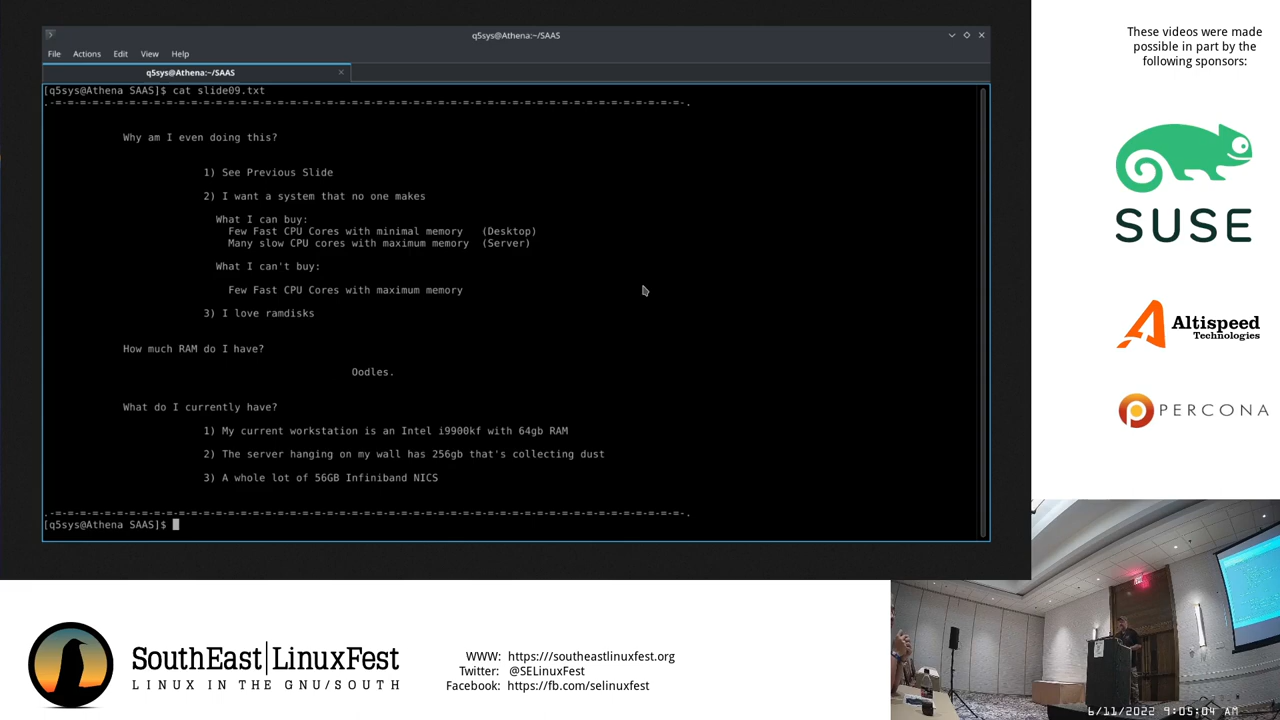 q5sys@Athena:~/SAAS
File Actions Edit View Help
q5sys@Athena:~/SAAS
[q5sys@Athena SAAS]$ cat slide09.txt
.-=-=-=-=-=-=-=-=-=-=-=-=-=-=-=-=-=-=-=-=-=-=-=-=-=-=-=-=-=-=-=-=-=-=-=-=-=-=-=-=-=-=-=-=-=-=-=-=-=-=-=-=-.
Why am I even doing this?
1) See Previous Slide
2) I want a system that no one makes
What I can buy:
Few Fast CPU Cores with minimal memory (Desktop)
Many slow CPU cores with maximum memory (Server)
What I can't buy:
Few Fast CPU Cores with maximum memory
3) I love ramdisks
How much RAM do I have?
Oodles.
What do I currently have?
1) My current workstation is an Intel i9900kf with 64gb RAM
2) The server hanging on my wall has 256gb that's collecting dust
3) A whole lot of 56GB Infiniband NICS
.-=-=-=-=-=-=-=-=-=-=-=-=-=-=-=-=-=-=-=-=-=-=-=-=-=-=-=-=-=-=-=-=-=-=-=-=-=-=-=-=-=-=-=-=-=-=-=-=-=-=-=-=-.
[q5sys@Athena SAAS]$
These videos were made
possible in part by the
following sponsors:
SUSE
Altispeed
Technologies
PERCONA
SouthEast LinuxFest
LINUX IN THE GNU/SOUTH
WWW: https:///southeastlinuxfest.org
Twitter: @SELinuxFest
Facebook: https://fb.com/selinuxfest
6/11/2022 9:05:04 AM